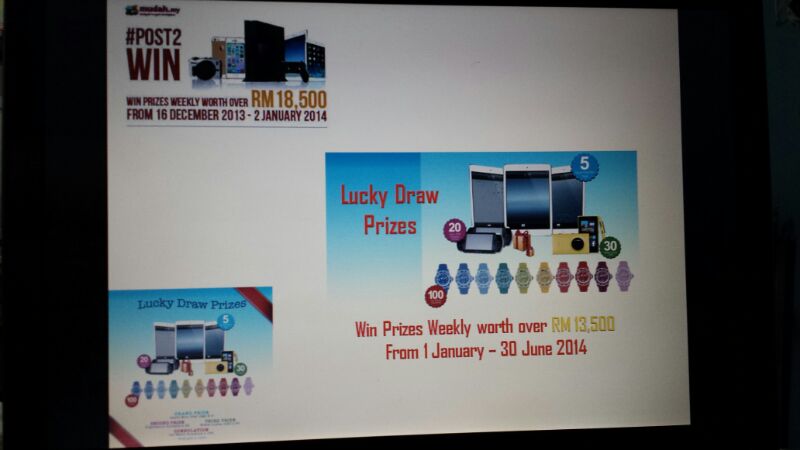 mudah.my
#POST2
WIN
WIN PRIZES WEEKLY WORTH OVER RM 18,500
FROM 16 DECEMBER 2013 - 2 JANUARY 2014
Lucky Draw
Prizes
5
20
30
100
Win Prizes Weekly worth over RM 13,500
From 1 January – 30 June 2014
Lucky Draw Prizes
5
20
30
100
GRAND PRIZE
SECOND PRIZE
THIRD PRIZE
CONSOLATION